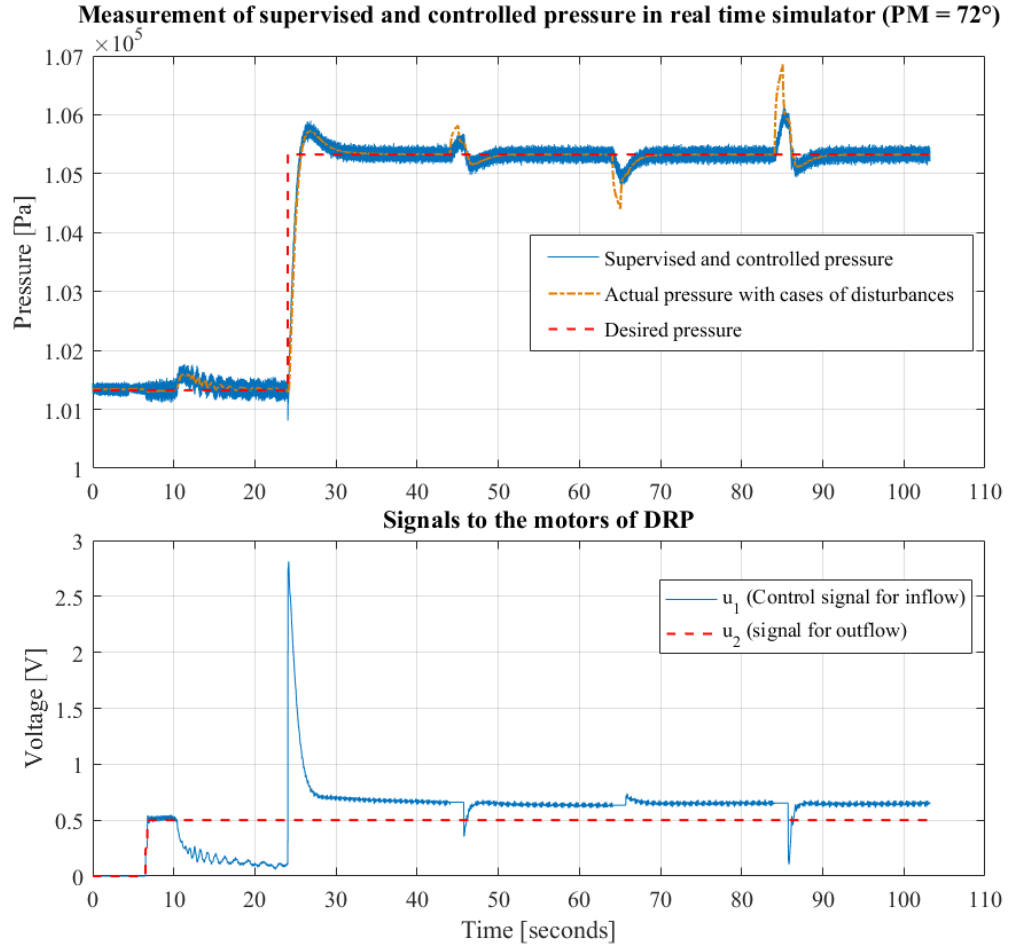 Measurement of supervised and controlled pressure in real time simulator (PM = 72°)
×10⁵
1.07
1.06
1.05
1.04
1.03
1.02
1.01
1
Pressure [Pa]
Supervised and controlled pressure
Actual pressure with cases of disturbances
Desired pressure
0 10 20 30 40 50 60 70 80 90 100 110
Signals to the motors of DRP
3
2.5
2
1.5
1
0.5
0
Voltage [V]
u₁ (Control signal for inflow)
u₂ (signal for outflow)
0 10 20 30 40 50 60 70 80 90 100 110
Time [seconds]